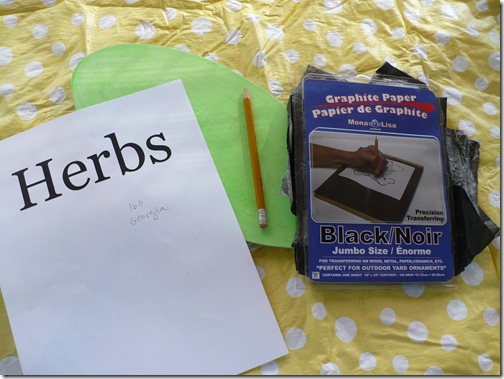 Herbs
160
Georgia
Graphite Paper
Papier de Graphite
Mona Lisa
Precision
Transferring
Black/Noir
Jumbo Size / Énorme
FOR TRANSFERRING ON WOOD, METAL, PAPER, CERAMICS, ETC.
"PERFECT FOR OUTDOOR YARD ORNAMENTS"